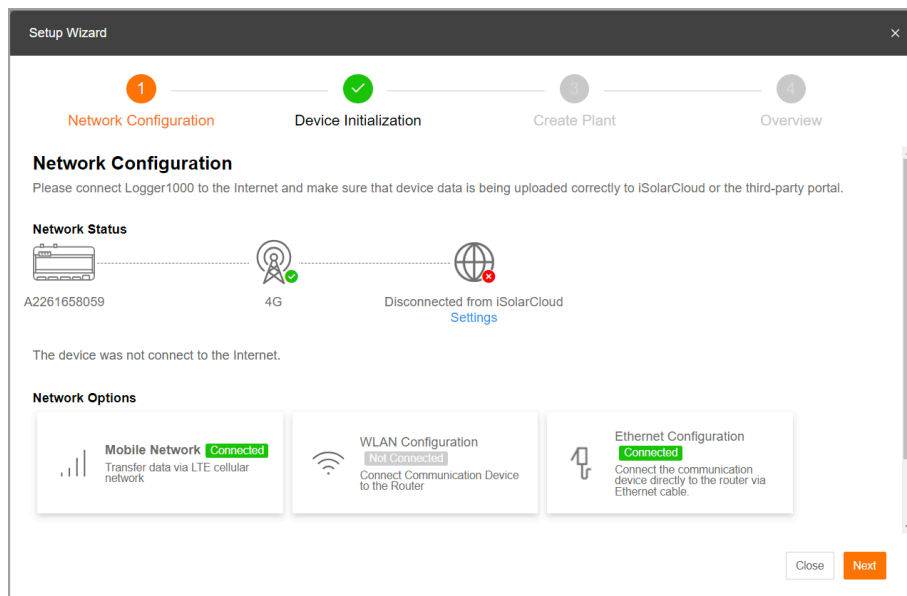 Setup Wizard
×
1
3
4
Network Configuration
Device Initialization
Create Plant
Overview
Network Configuration
Please connect Logger1000 to the Internet and make sure that device data is being uploaded correctly to iSolarCloud or the third-party portal.
Network Status
A2261658059
4G
Disconnected from iSolarCloud
Settings
The device was not connect to the Internet.
Network Options
Mobile Network Connected
Transfer data via LTE cellular
network
WLAN Configuration
Not Connected
Connect Communication Device
to the Router
Ethernet Configuration
Connected
Connect the communication
device directly to the router via
Ethernet cable.
Close
Next